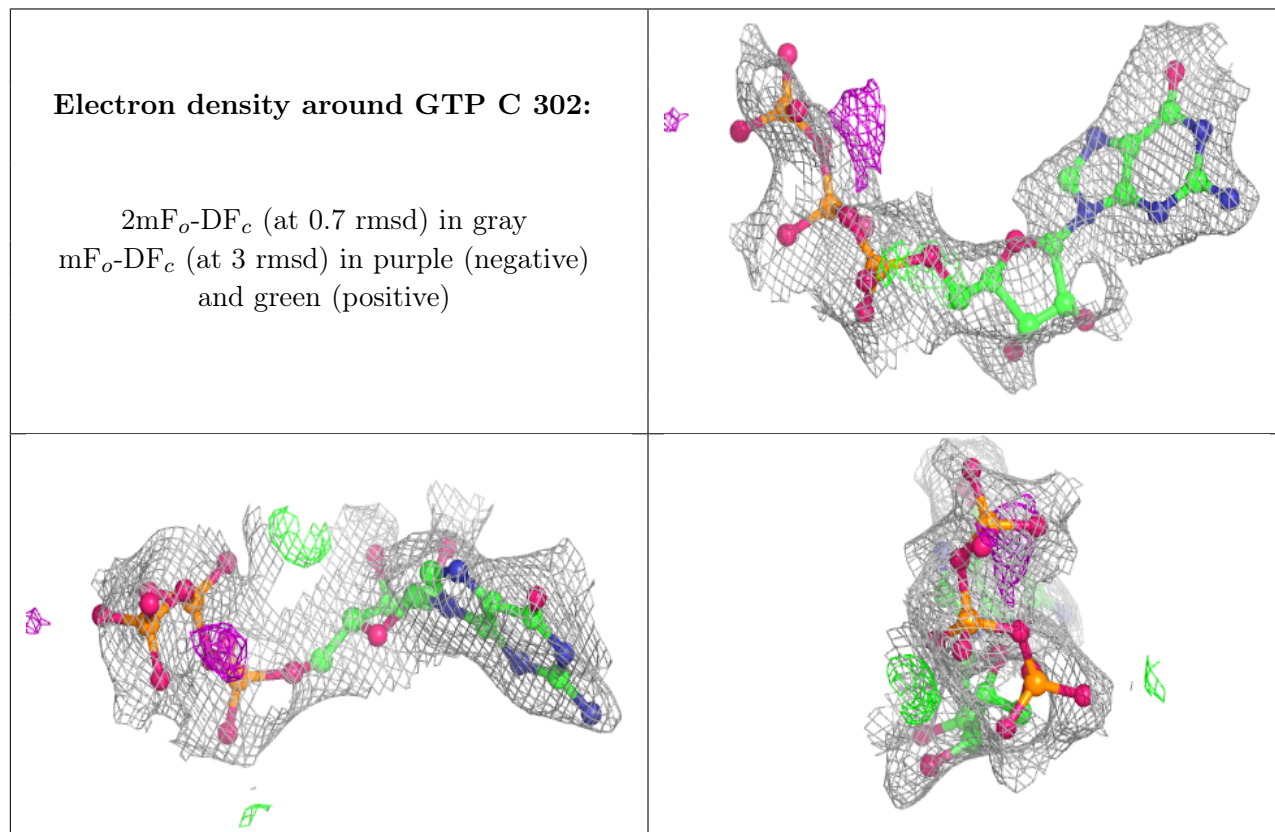 Electron density around GTP C 302:
2mFₒ-DF𝒸 (at 0.7 rmsd) in gray
mFₒ-DF𝒸 (at 3 rmsd) in purple (negative)
and green (positive)